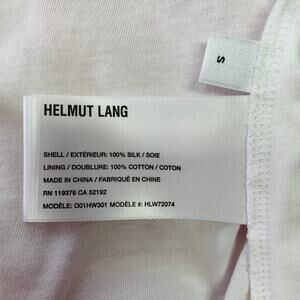 S
HELMUT LANG
SHELL / EXTÉRIEUR: 100% SILK / SOIE
LINING / DOUBLURE: 100% COTTON / COTON
MADE IN CHINA / FABRIQUÉ EN CHINE
RN 119376 CA 52192
MODÈLE: O01HW301 MODÈLE #: HLW72074